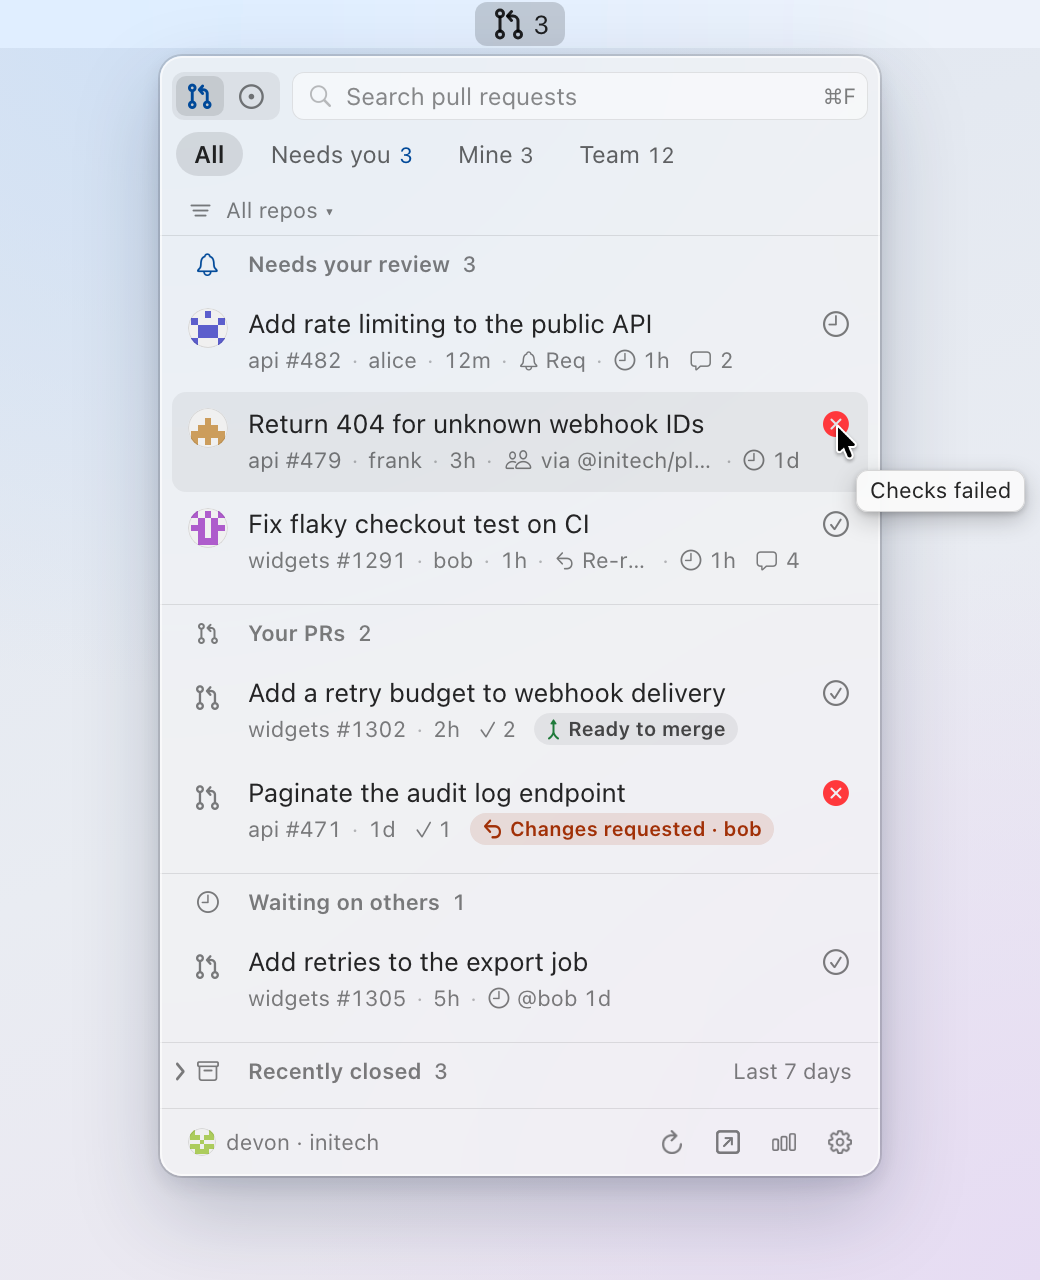 3
Search pull requests ⌘F
All Needs you 3 Mine 3 Team 12
All repos ▾
Needs your review 3
Add rate limiting to the public API
api #482 · alice · 12m · Req · 1h 2
Return 404 for unknown webhook IDs
api #479 · frank · 3h · via @initech/pl... · 1d
Checks failed
Fix flaky checkout test on CI
widgets #1291 · bob · 1h · Re-r... · 1h 4
Your PRs 2
Add a retry budget to webhook delivery
widgets #1302 · 2h ✓ 2 Ready to merge
Paginate the audit log endpoint
api #471 · 1d ✓ 1 Changes requested · bob
Waiting on others 1
Add retries to the export job
widgets #1305 · 5h · @bob 1d
Recently closed 3 Last 7 days
devon · initech